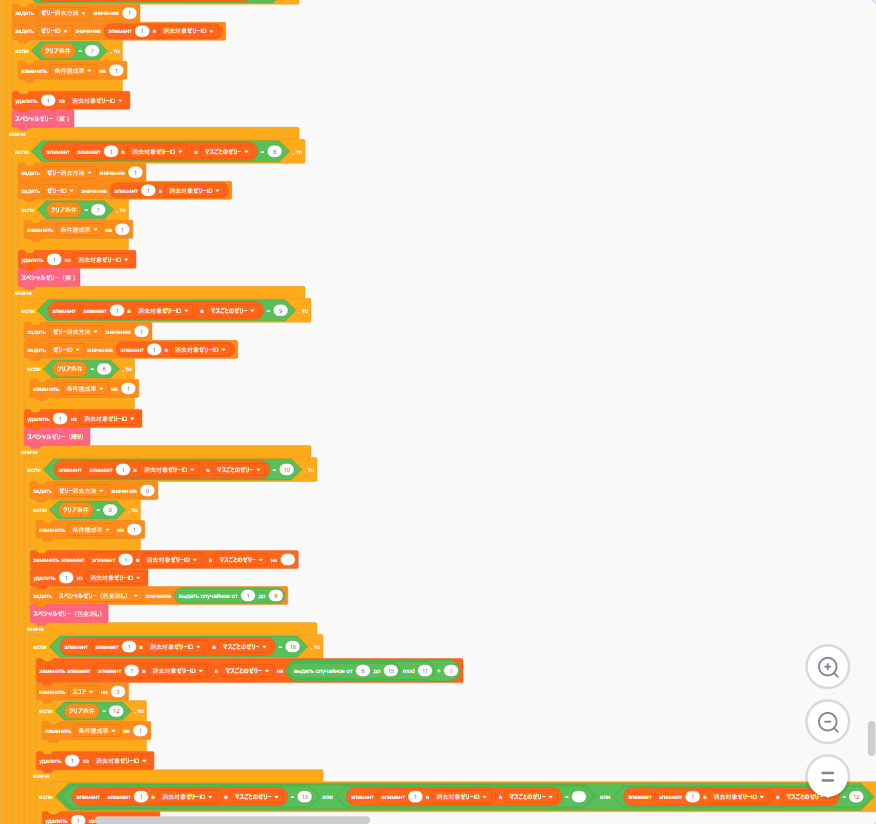 задать ゼリー消去方法 значение 1
задать ゼリーID значение элемент 1 в 消去対象ゼリーID
если クリア条件 = 7 , то
изменить 条件達成率 на 1
удалить 1 из 消去対象ゼリーID
スペシャルゼリー（縦）
иначе
если элемент элемент 1 в 消去対象ゼリーID в マスごとのゼリー = 8 , то
задать ゼリー消去方法 значение 1
задать ゼリーID значение элемент 1 в 消去対象ゼリーID
если クリア条件 = 7 , то
изменить 条件達成率 на 1
удалить 1 из 消去対象ゼリーID
スペシャルゼリー（横）
иначе
если элемент элемент 1 в 消去対象ゼリーID в マスごとのゼリー = 9 , то
задать ゼリー消去方法 значение 1
задать ゼリーID значение элемент 1 в 消去対象ゼリーID
если クリア条件 = 8 , то
изменить 条件達成率 на 1
удалить 1 из 消去対象ゼリーID
スペシャルゼリー（周り）
иначе
если элемент элемент 1 в 消去対象ゼリーID в マスごとのゼリー = 10 , то
задать ゼリー消去方法 значение 0
если クリア条件 = 9 , то
изменить 条件達成率 на 1
заменить элемент элемент 1 в 消去対象ゼリーID в マスごとのゼリー на
удалить 1 из 消去対象ゼリーID
задать スペシャルゼリー（色全消し） значение выдать случайное от 1 до 6
スペシャルゼリー（色全消し）
иначе
если элемент элемент 1 в 消去対象ゼリーID в マスごとのゼリー = 16 , то
заменить элемент элемент 1 в 消去対象ゼリーID в マスごとのゼリー на выдать случайное от 8 до 15 mod 11 + 7
изменить スコア на 3
если クリア条件 = 12 , то
изменить 条件達成率 на 1
удалить 1 из 消去対象ゼリーID
иначе
если элемент элемент 1 в 消去対象ゼリーID в マスごとのゼリー = 13 или элемент элемент 1 в 消去対象ゼリーID в マスごとのゼリー = или элемент элемент 1 в 消去対象ゼリーID в マスごとのゼリー = 12
удалить 1 из